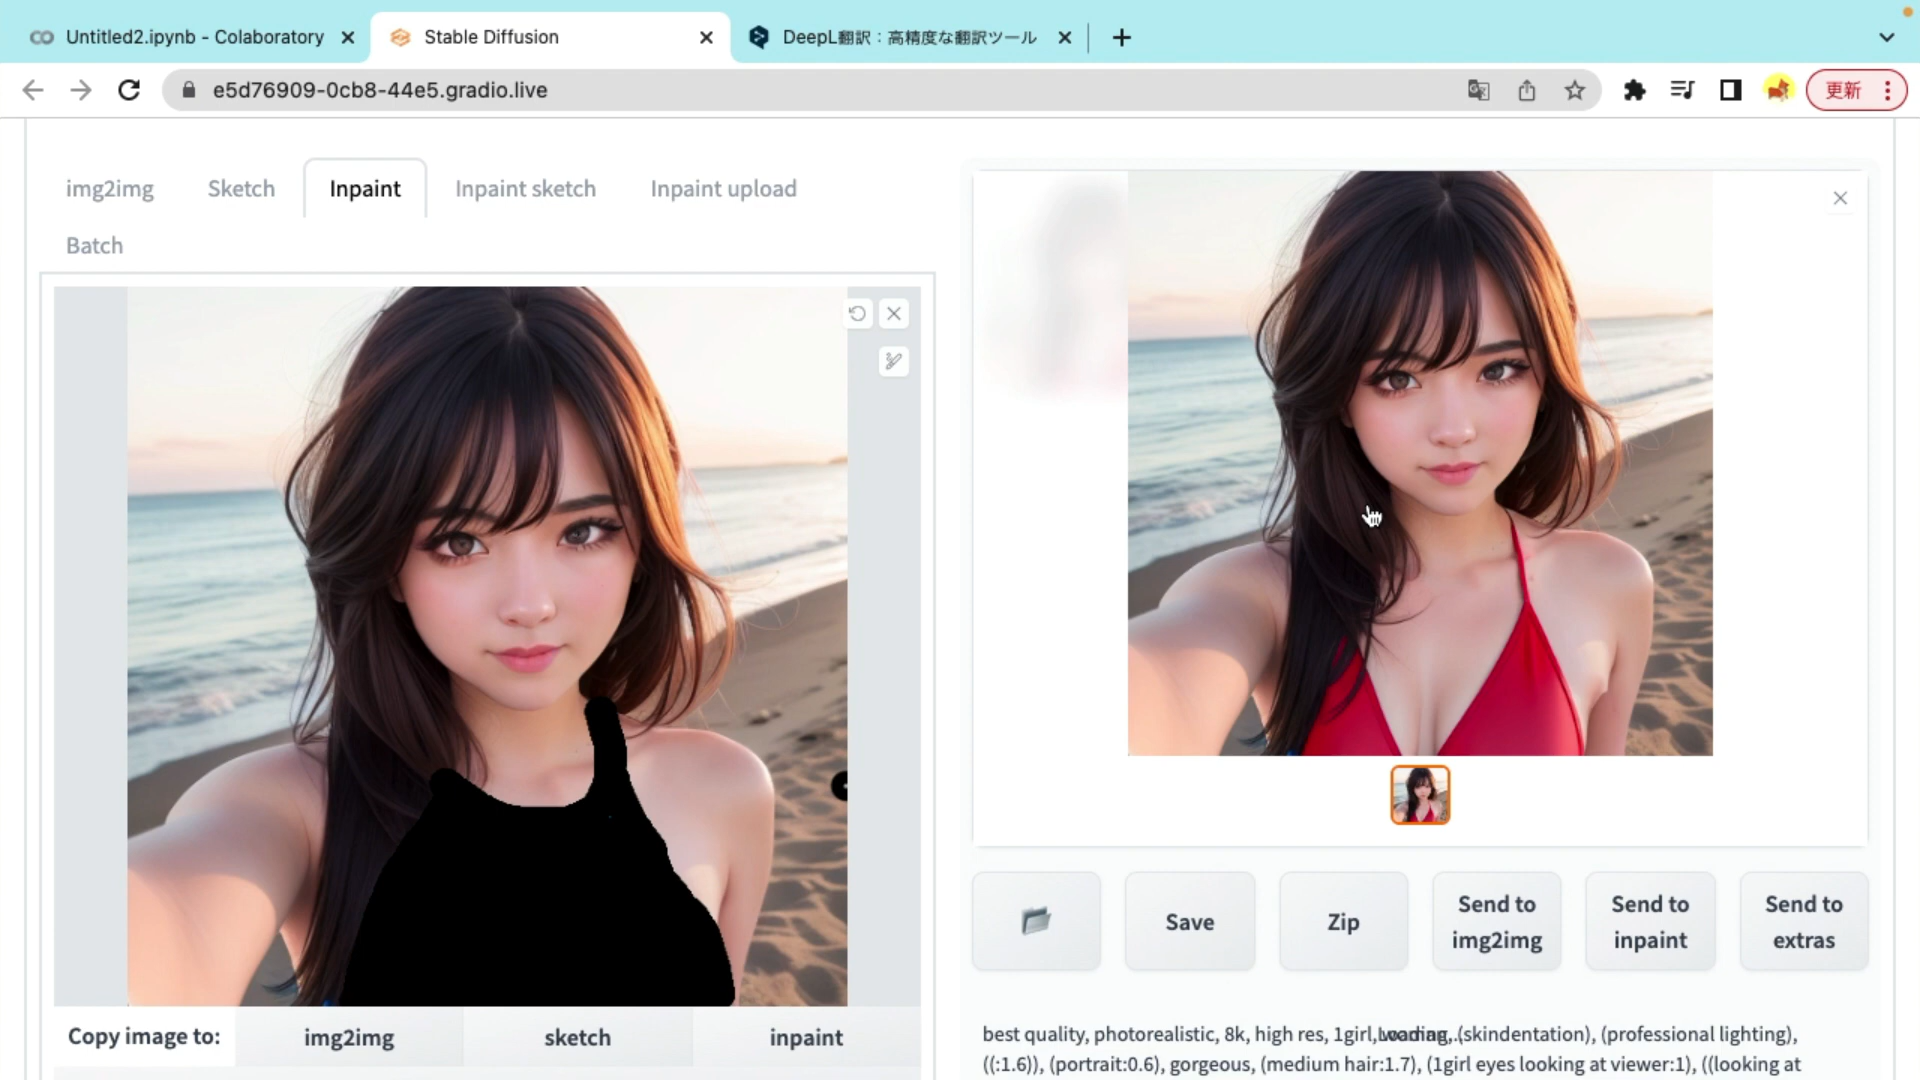 Untitled2.ipynb - Colaboratory
Stable Diffusion
DeepL翻訳：高精度な翻訳ツール
e5d76909-0cb8-44e5.gradio.live
更新
img2img
Sketch
Inpaint
Inpaint sketch
Inpaint upload
Batch
Copy image to:
img2img
sketch
inpaint
Save
Zip
Send to
img2img
Send to
inpaint
Send to
extras
best quality, photorealistic, 8k, high res, 1girl, (skindentation), (professional lighting),
((:1.6)), (portrait:0.6), gorgeous, (medium hair:1.7), (1girl eyes looking at viewer:1), ((looking at